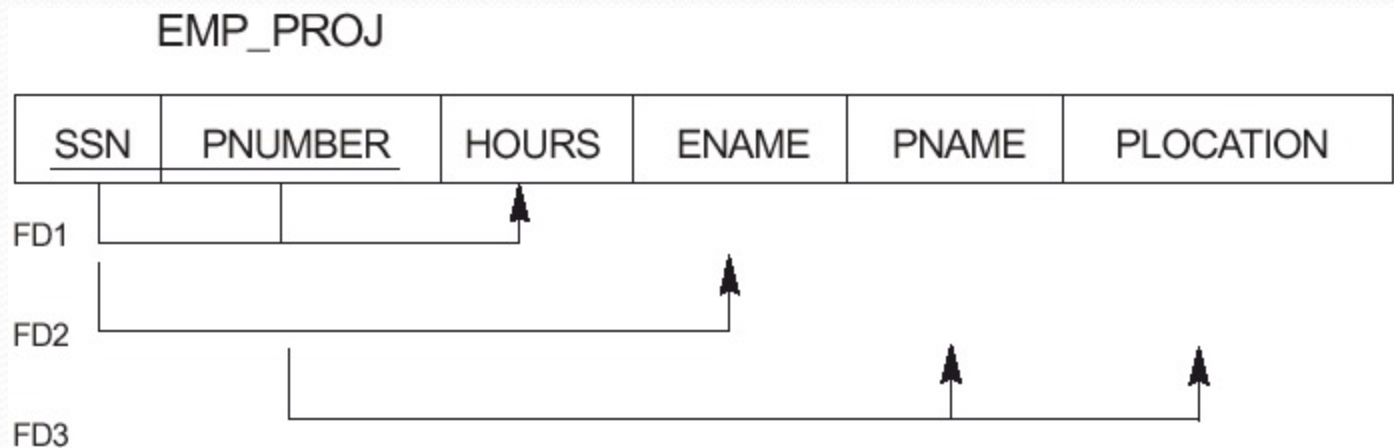 EMP_PROJ
SSN PNUMBER HOURS ENAME PNAME PLOCATION
FD1
FD2
FD3